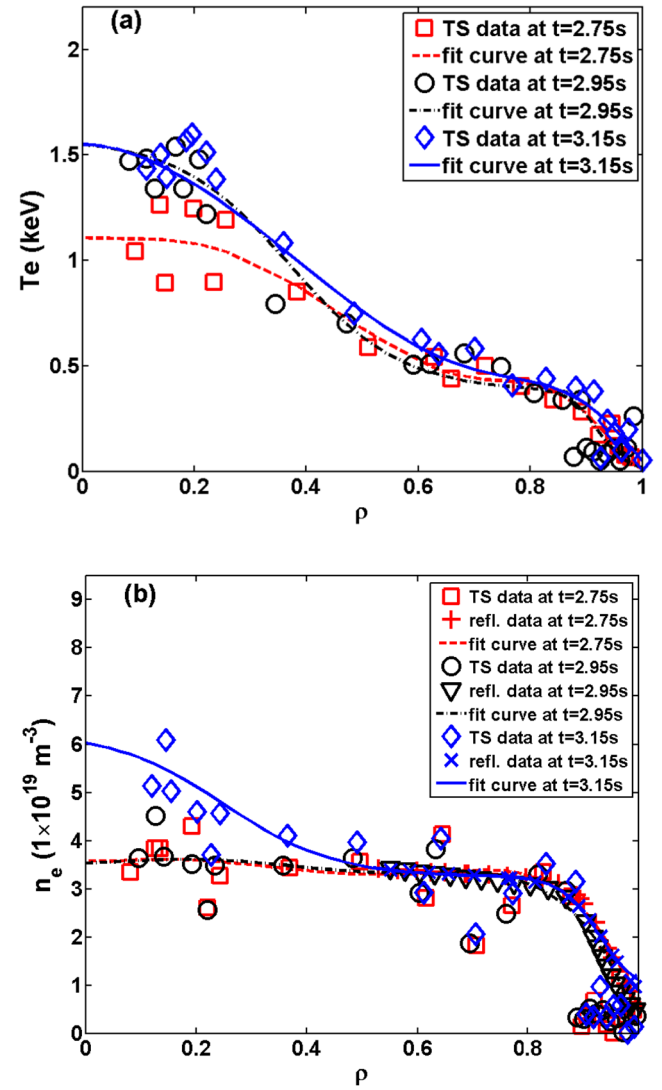 (a)
TS data at t=2.75s
fit curve at t=2.75s
TS data at t=2.95s
fit curve at t=2.95s
TS data at t=3.15s
fit curve at t=3.15s
2
1.5
1
0.5
0
Te (keV)
0 0.2 0.4 0.6 0.8 1
ρ
(b)
TS data at t=2.75s
refl. data at t=2.75s
fit curve at t=2.75s
TS data at t=2.95s
refl. data at t=2.95s
fit curve at t=2.95s
TS data at t=3.15s
refl. data at t=3.15s
fit curve at t=3.15s
9
8
7
6
5
4
3
2
1
0
nₑ (1×10¹⁹ m⁻³)
0 0.2 0.4 0.6 0.8 1
ρ